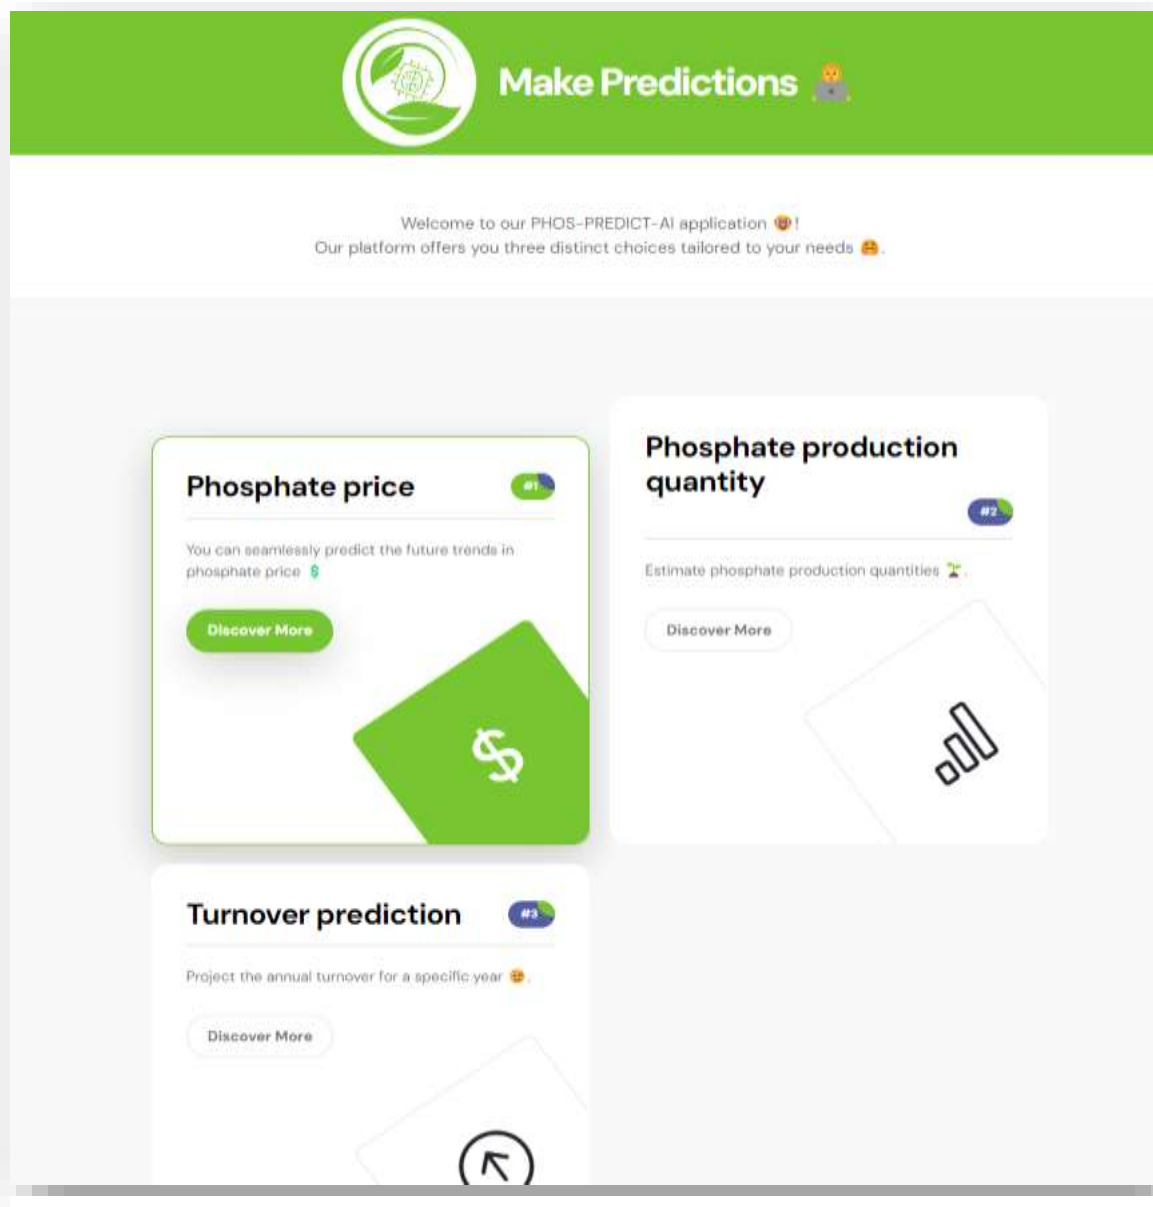 Make Predictions 🧑‍💻
Welcome to our PHOS-PREDICT-AI application 🤓!
Our platform offers you three distinct choices tailored to your needs 🤗.
Phosphate price
#1
You can seamlessly predict the future trends in
phosphate price 💲
Discover More
Phosphate production
quantity
#2
Estimate phosphate production quantities 🌱.
Discover More
Turnover prediction
#3
Project the annual turnover for a specific year 😉.
Discover More